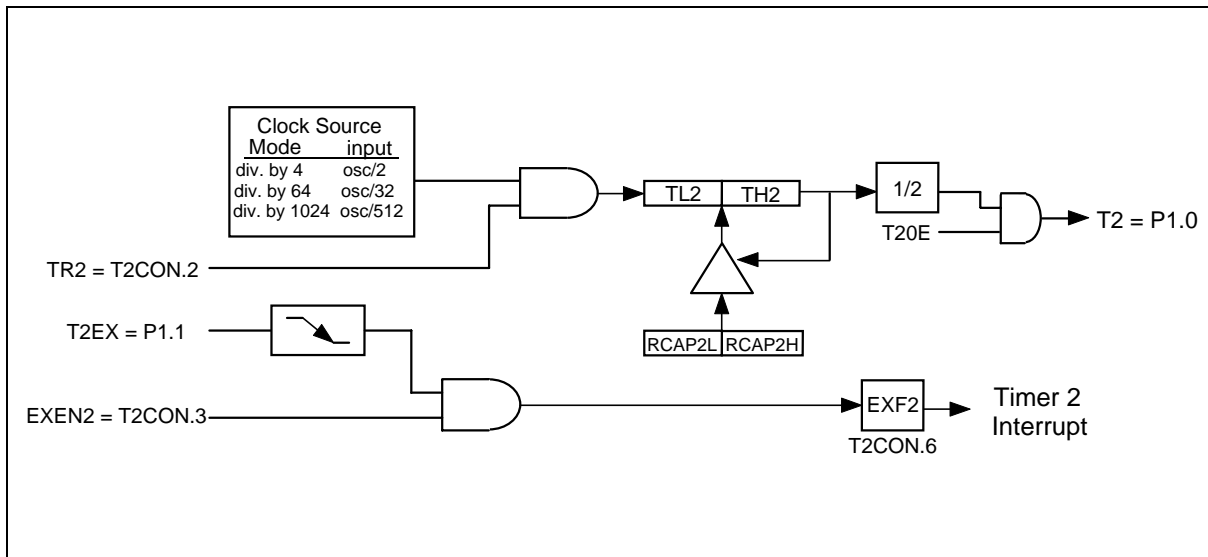 Clock Source
Mode input
div. by 4 osc/2
div. by 64 osc/32
div. by 1024 osc/512
TL2 TH2
1/2
T20E
T2 = P1.0
TR2 = T2CON.2
T2EX = P1.1
RCAP2L RCAP2H
EXEN2 = T2CON.3
EXF2
T2CON.6
Timer 2
Interrupt